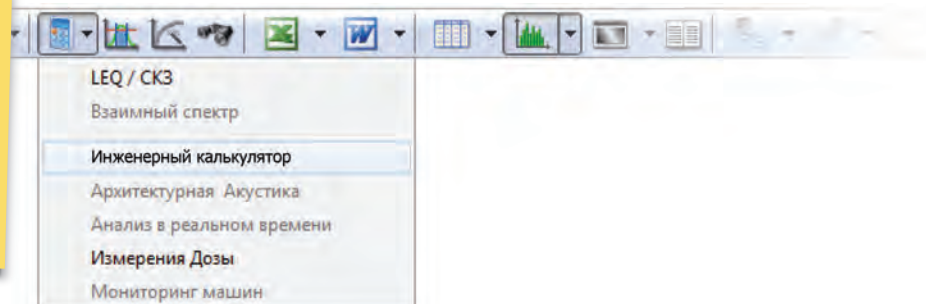 LEQ / СКЗ
Взаимный спектр
Инженерный калькулятор
Архитектурная Акустика
Анализ в реальном времени
Измерения Дозы
Мониторинг машин